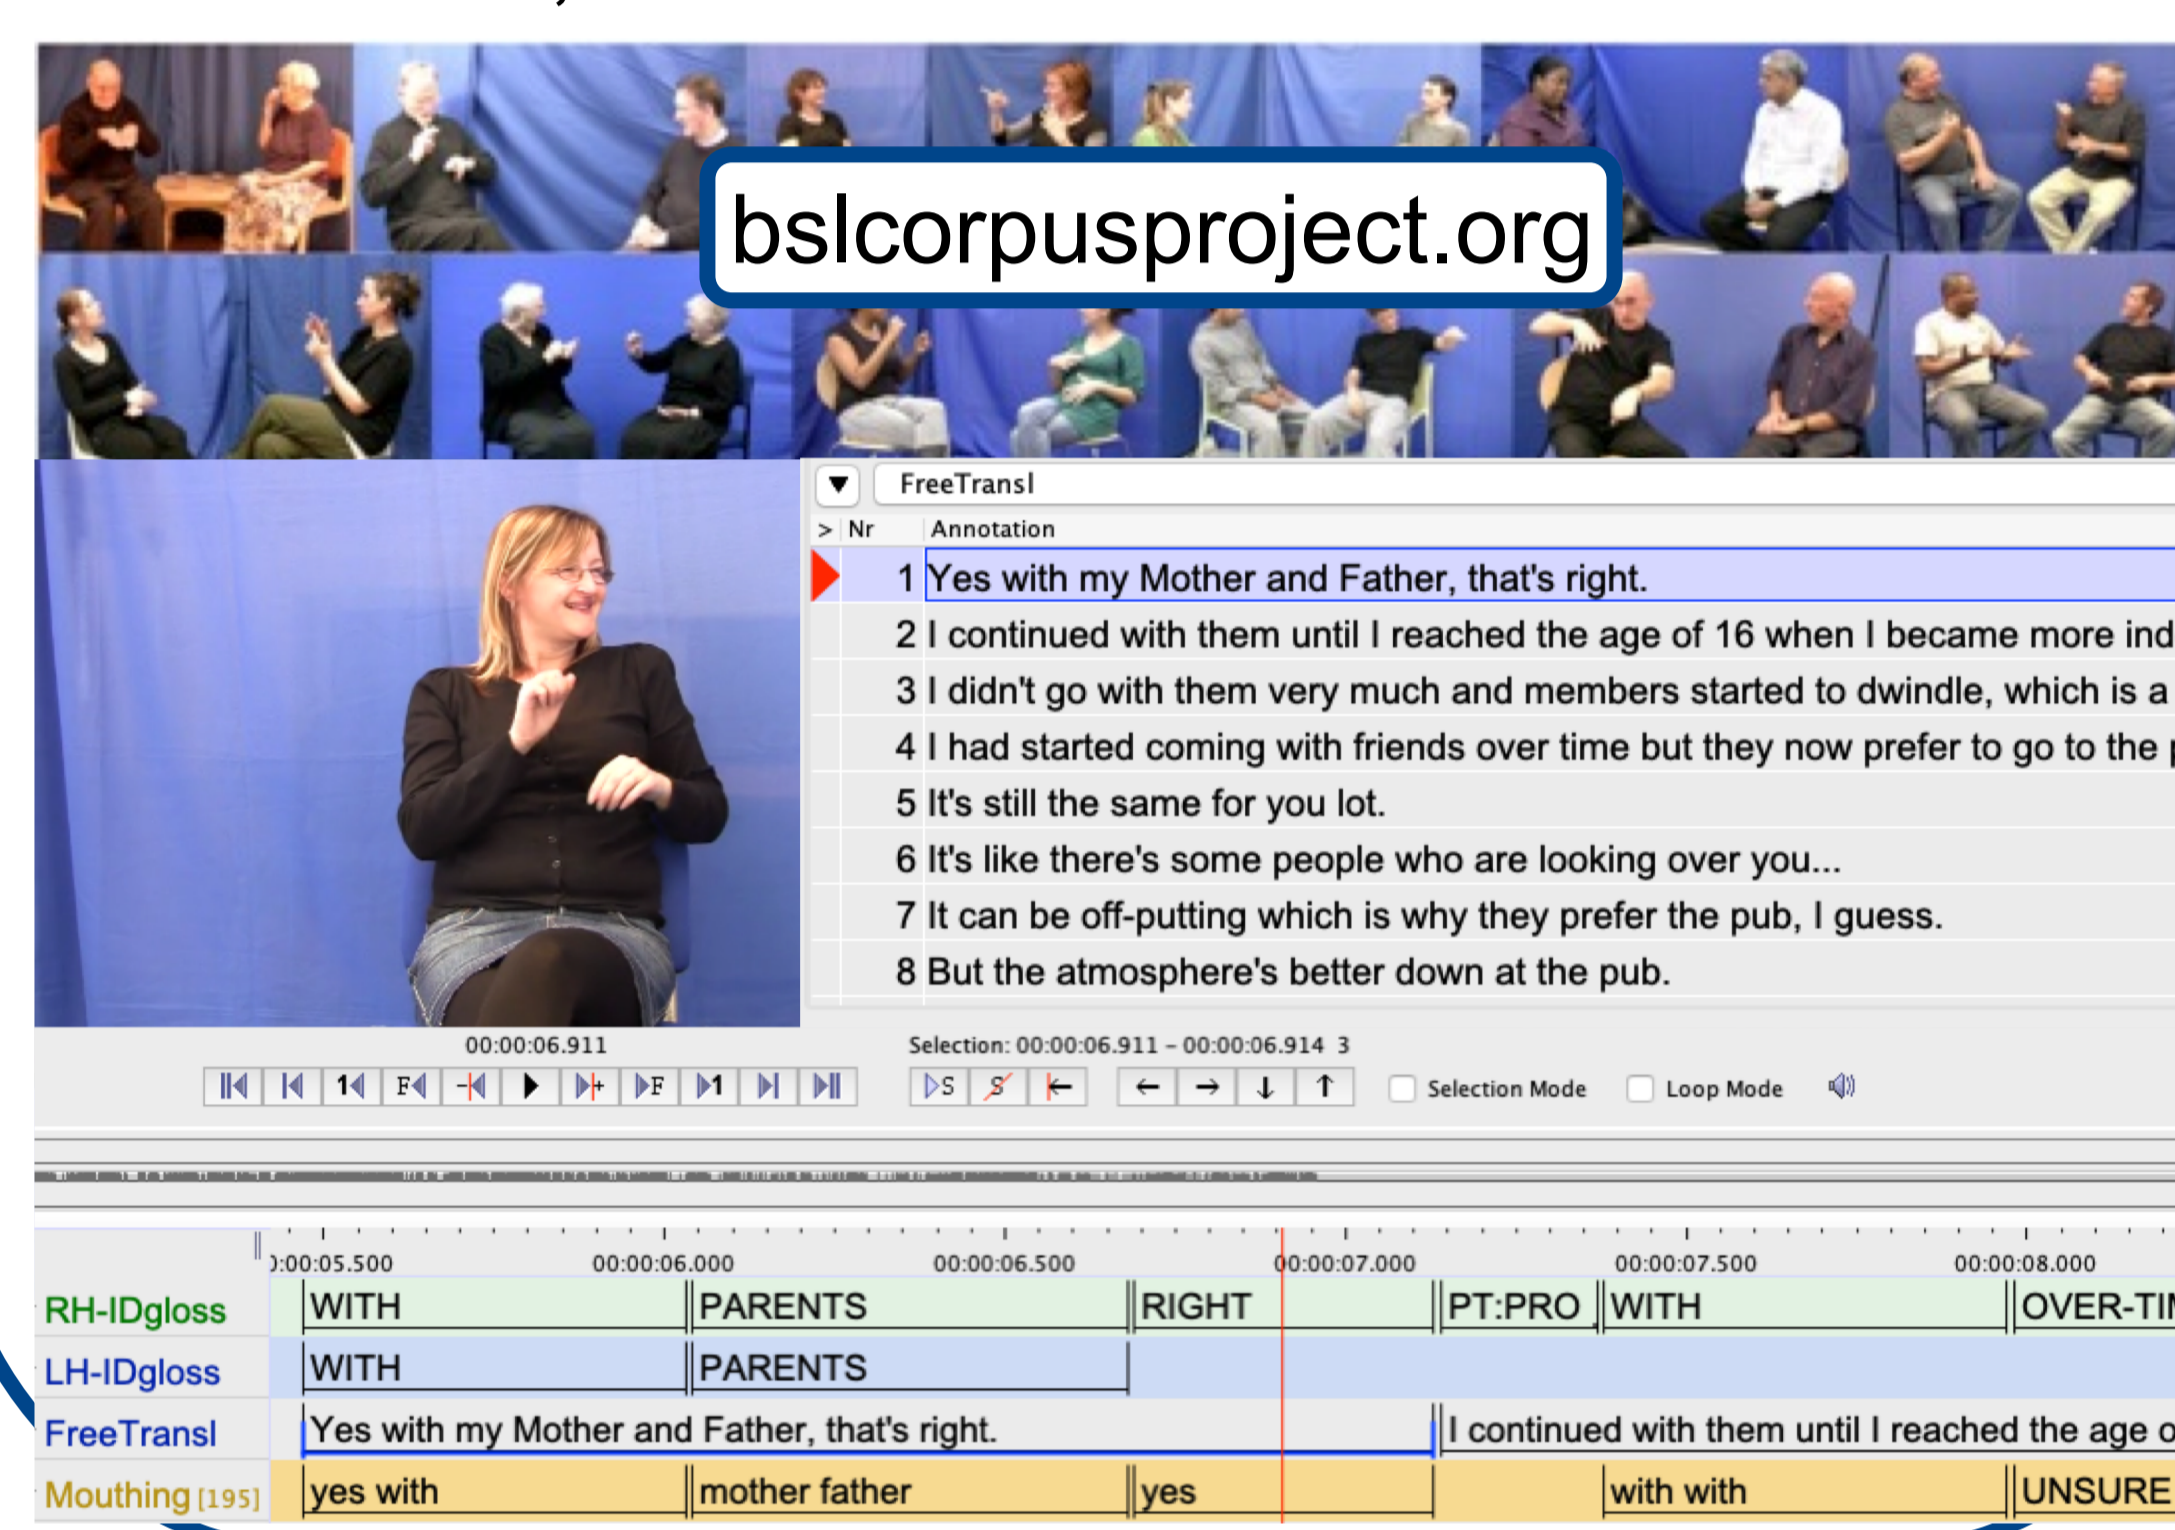 bslcorpusproject.org
FreeTransl
> Nr Annotation
1 Yes with my Mother and Father, that's right.
2 I continued with them until I reached the age of 16 when I became more ind
3 I didn't go with them very much and members started to dwindle, which is a
4 I had started coming with friends over time but they now prefer to go to the
5 It's still the same for you lot.
6 It's like there's some people who are looking over you...
7 It can be off-putting which is why they prefer the pub, I guess.
8 But the atmosphere's better down at the pub.
00:00:06.911
Selection: 00:00:06.911 – 00:00:06.914 3
1 F - + F 1 S S Selection Mode Loop Mode
0:00:05.500 00:00:06.000 00:00:06.500 00:00:07.000 00:00:07.500 00:00:08.000
RH-IDgloss WITH PARENTS RIGHT PT:PRO WITH OVER-TI
LH-IDgloss WITH PARENTS
FreeTransl Yes with my Mother and Father, that's right. I continued with them until I reached the age o
Mouthing [195] yes with mother father yes with with UNSURE